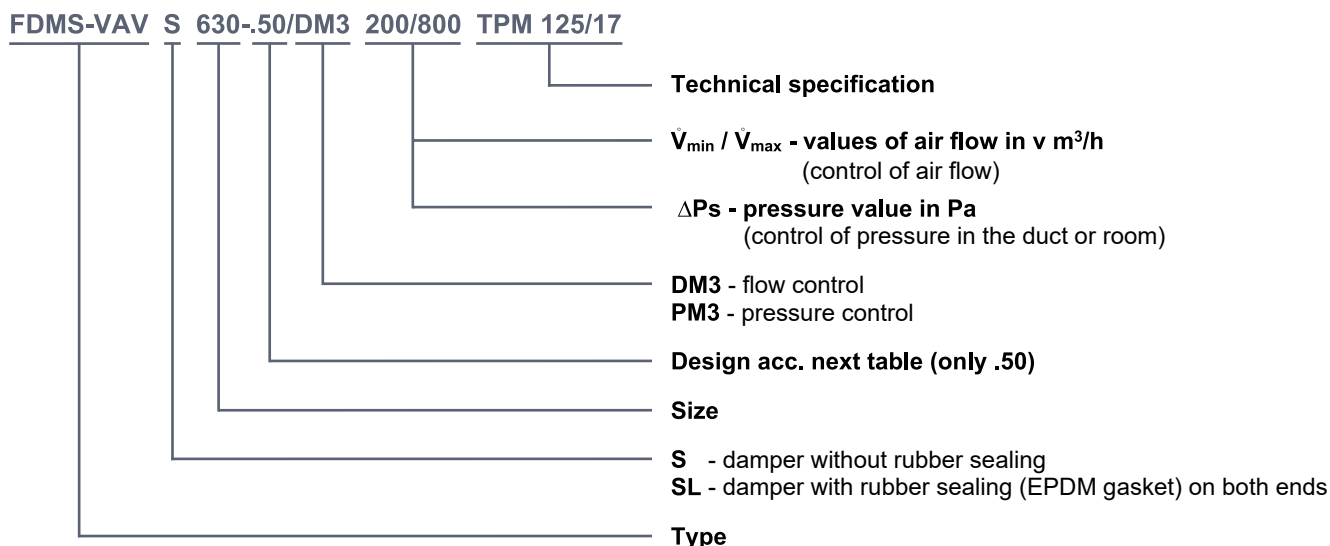 FDMS-VAV S 630-.50/DM3 200/800 TPM 125/17
Technical specification
V̊min / V̊max - values of air flow in v m³/h
(control of air flow)
∆Ps - pressure value in Pa
(control of pressure in the duct or room)
DM3 - flow control
PM3 - pressure control
Design acc. next table (only .50)
Size
S - damper without rubber sealing
SL - damper with rubber sealing (EPDM gasket) on both ends
Type